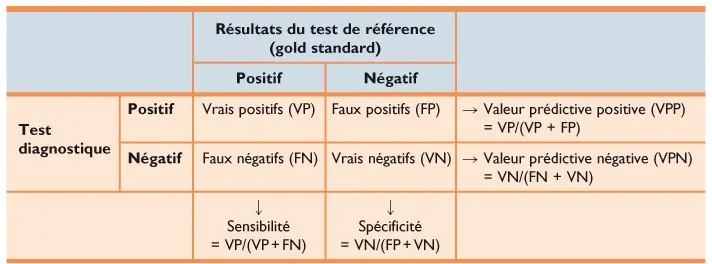 Résultats du test de référence
(gold standard)
Positif
Négatif
Test
diagnostique
Positif
Vrais positifs (VP)
Faux positifs (FP)
→ Valeur prédictive positive (VPP)
= VP/(VP + FP)
Négatif
Faux négatifs (FN)
Vrais négatifs (VN)
→ Valeur prédictive négative (VPN)
= VN/(FN + VN)
↓
Sensibilité
= VP/(VP + FN)
↓
Spécificité
= VN/(FP + VN)